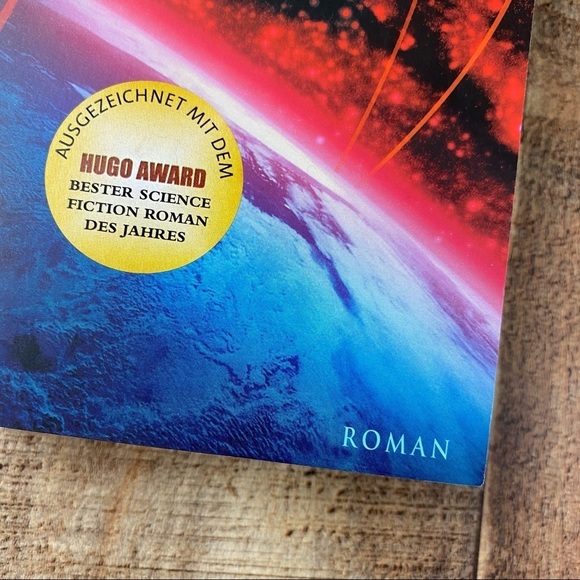 AUSGEZEICHNET MIT DEM
HUGO AWARD
BESTER SCIENCE
FICTION ROMAN
DES JAHRES
ROMAN